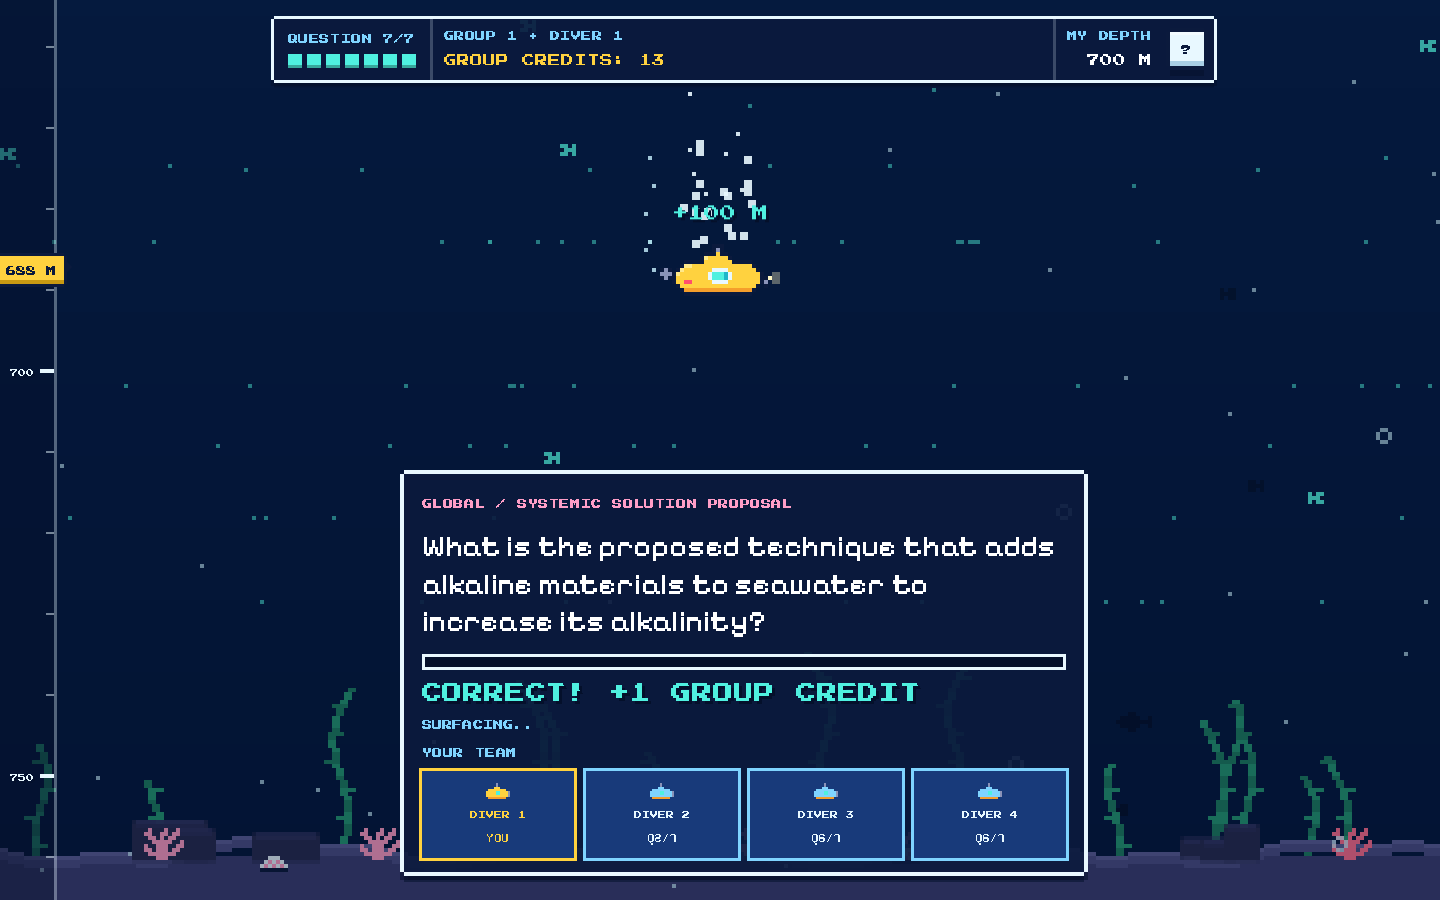 QUESTION 7/7
GROUP 1 + DIVER 1
GROUP CREDITS: 13
MY DEPTH
700 M
?
+100 M
688 M
700
GLOBAL / SYSTEMIC SOLUTION PROPOSAL
What is the proposed technique that adds
alkaline materials to seawater to
increase its alkalinity?
CORRECT! +1 GROUP CREDIT
SURFACING..
YOUR TEAM
750
DIVER 1
YOU
DIVER 2
Q2/7
DIVER 3
Q6/7
DIVER 4
Q6/7